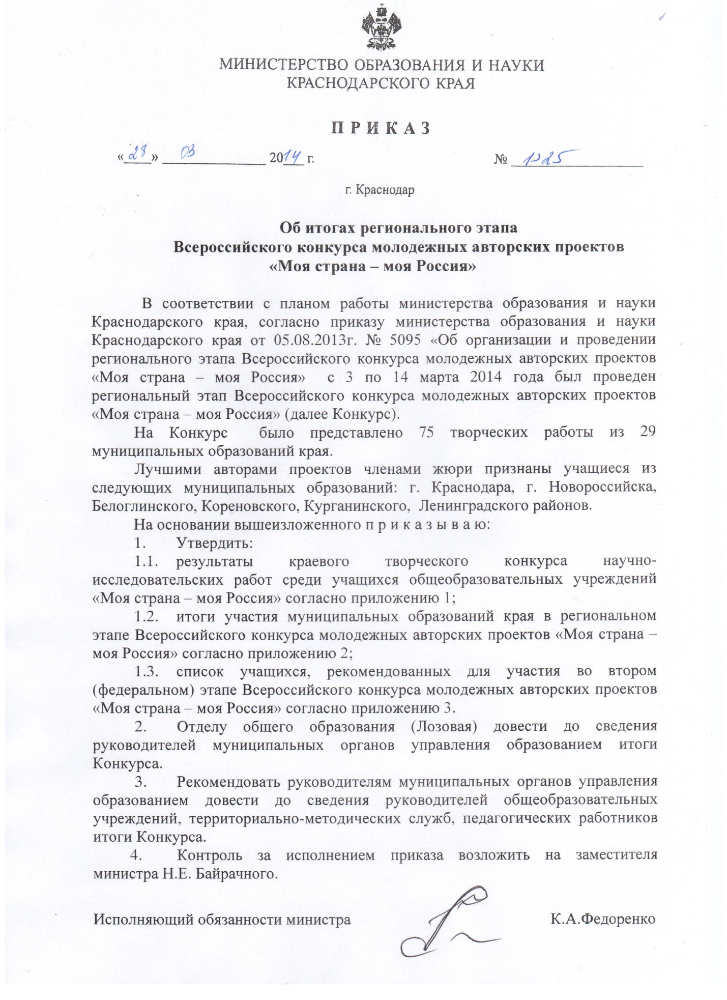 МИНИСТЕРСТВО ОБРАЗОВАНИЯ И НАУКИ
КРАСНОДАРСКОГО КРАЯ
П Р И К А З
«28» 03 2014 г. №
г. Краснодар
Об итогах регионального этапа
Всероссийского конкурса молодежных авторских проектов
«Моя страна – моя Россия»
В соответствии с планом работы министерства образования и науки
Краснодарского края, согласно приказу министерства образования и науки
Краснодарского края от 05.08.2013г. № 5095 «Об организации и проведении
регионального этапа Всероссийского конкурса молодежных авторских проектов
«Моя страна – моя Россия» с 3 по 14 марта 2014 года был проведен
региональный этап Всероссийского конкурса молодежных авторских проектов
«Моя страна – моя Россия» (далее Конкурс).
На Конкурс было представлено 75 творческих работы из 29
муниципальных образований края.
Лучшими авторами проектов членами жюри признаны учащиеся из
следующих муниципальных образований: г. Краснодара, г. Новороссийска,
Белоглинского, Кореновского, Курганинского, Ленинградского районов.
На основании вышеизложенного п р и к а з ы в а ю:
1. Утвердить:
1.1. результаты краевого творческого конкурса научно-
исследовательских работ среди учащихся общеобразовательных учреждений
«Моя страна – моя Россия» согласно приложению 1;
1.2. итоги участия муниципальных образований края в региональном
этапе Всероссийского конкурса молодежных авторских проектов «Моя страна –
моя Россия» согласно приложению 2;
1.3. список учащихся, рекомендованных для участия во втором
(федеральном) этапе Всероссийского конкурса молодежных авторских проектов
«Моя страна – моя Россия» согласно приложению 3.
2. Отделу общего образования (Лозовая) довести до сведения
руководителей муниципальных органов управления образованием итоги
Конкурса.
3. Рекомендовать руководителям муниципальных органов управления
образованием довести до сведения руководителей общеобразовательных
учреждений, территориально-методических служб, педагогических работников
итоги Конкурса.
4. Контроль за исполнением приказа возложить на заместителя
министра Н.Е. Байрачного.
Исполняющий обязанности министра К.А.Федоренко